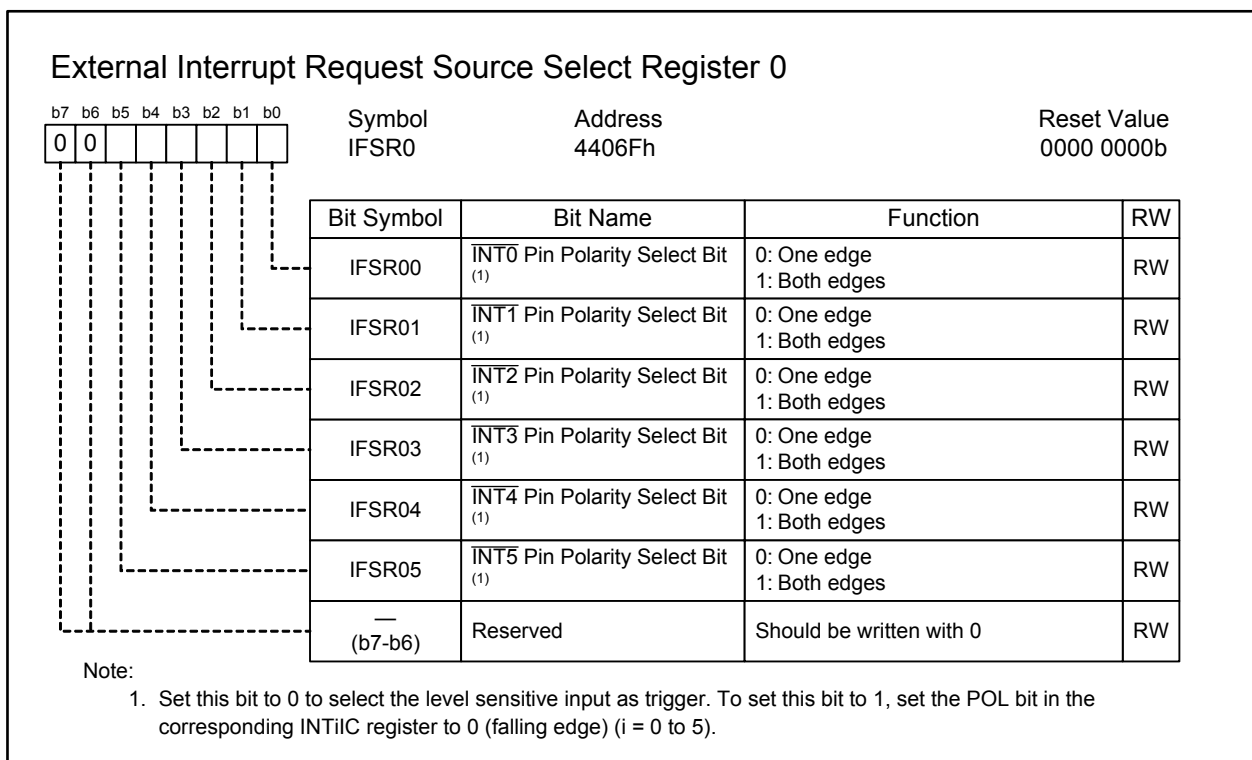 External Interrupt Request Source Select Register 0
b7 b6 b5 b4 b3 b2 b1 b0
0 0
Symbol Address Reset Value
IFSR0 4406Fh 0000 0000b
Bit Symbol Bit Name Function RW
IFSR00 I̅N̅T̅0̅ Pin Polarity Select Bit (1) 0: One edge RW
1: Both edges
IFSR01 I̅N̅T̅1̅ Pin Polarity Select Bit (1) 0: One edge RW
1: Both edges
IFSR02 I̅N̅T̅2̅ Pin Polarity Select Bit (1) 0: One edge RW
1: Both edges
IFSR03 I̅N̅T̅3̅ Pin Polarity Select Bit (1) 0: One edge RW
1: Both edges
IFSR04 I̅N̅T̅4̅ Pin Polarity Select Bit (1) 0: One edge RW
1: Both edges
IFSR05 I̅N̅T̅5̅ Pin Polarity Select Bit (1) 0: One edge RW
1: Both edges
— (b7-b6) Reserved Should be written with 0 RW
Note:
1. Set this bit to 0 to select the level sensitive input as trigger. To set this bit to 1, set the POL bit in the
corresponding INTiIC register to 0 (falling edge) (i = 0 to 5).